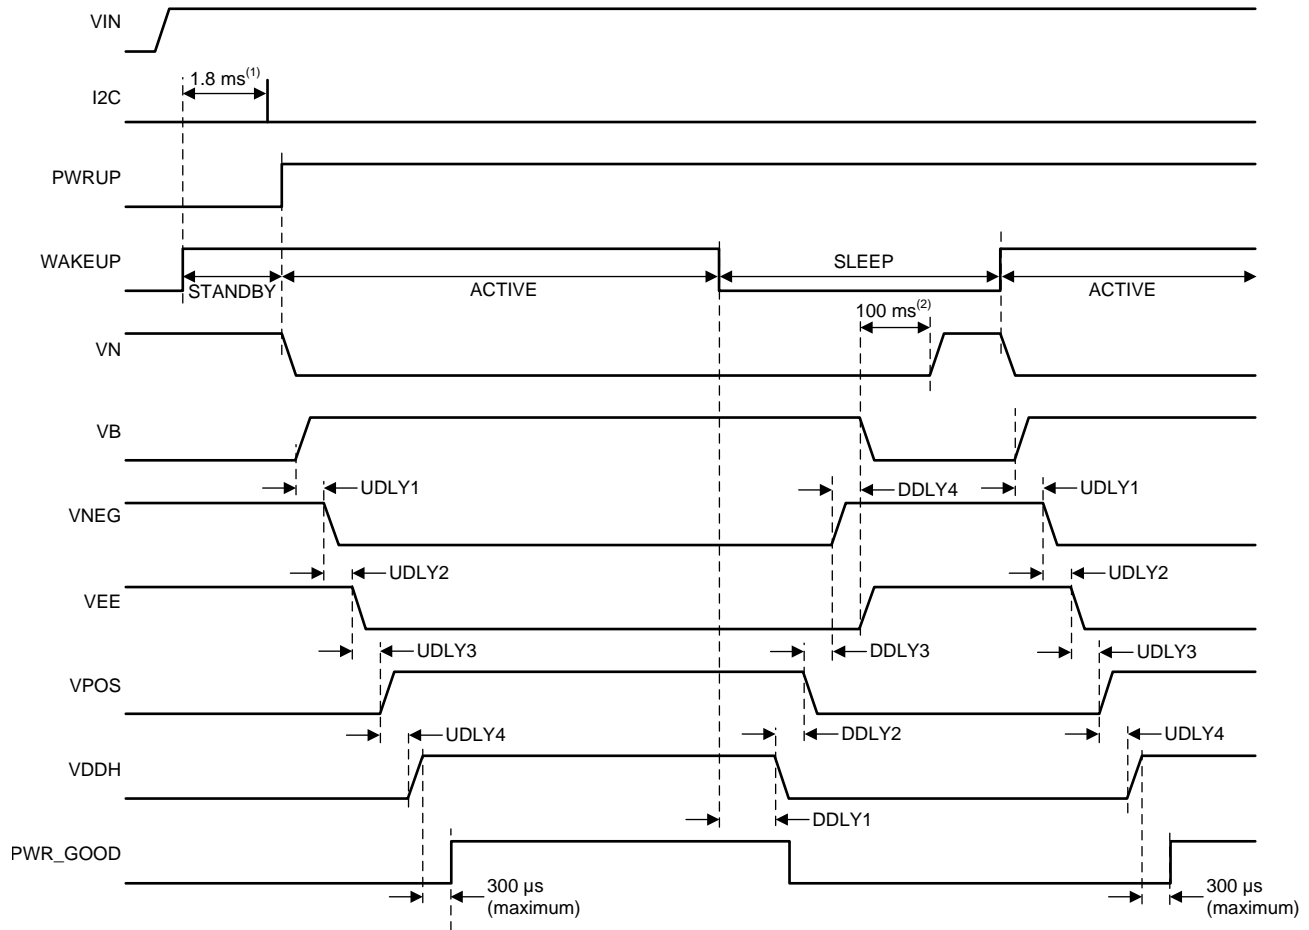 VIN
1.8 ms(1)
I2C
PWRUP
WAKEUP
SLEEP
STANDBY
ACTIVE
ACTIVE
100 ms(2)
VN
VB
UDLY1
DDLY4
UDLY1
VNEG
UDLY2
UDLY2
VEE
UDLY3
DDLY3
UDLY3
VPOS
UDLY4
DDLY2
UDLY4
VDDH
DDLY1
PWR_GOOD
300 µs
(maximum)
300 µs
(maximum)